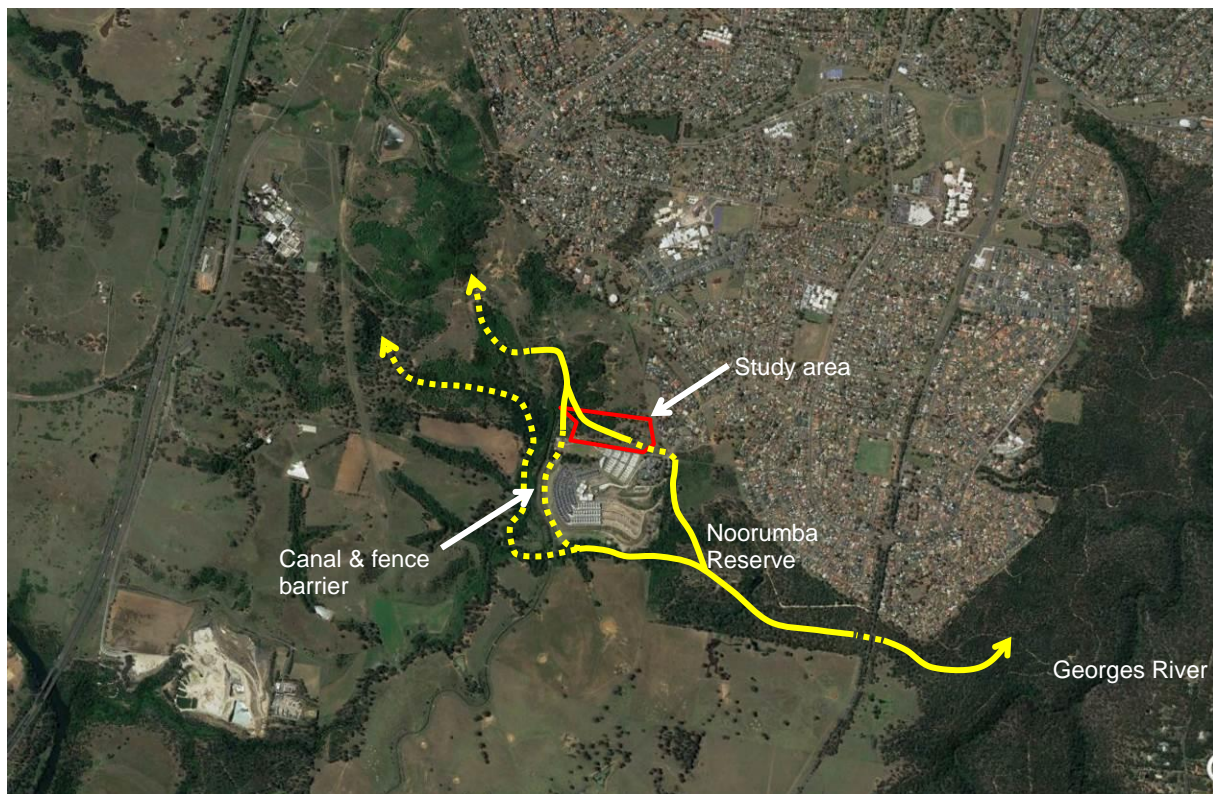 Study area
Noorumba
Reserve
Canal & fence
barrier
Georges River